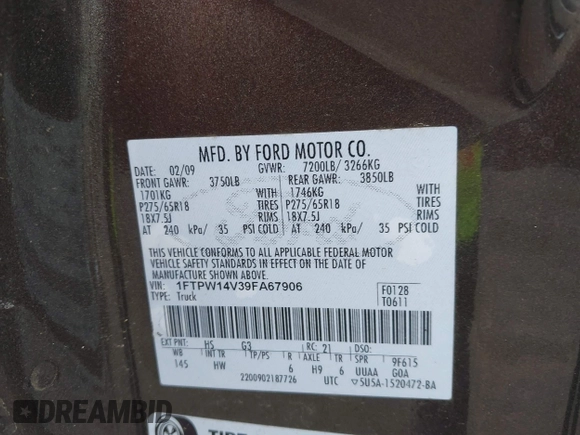 MFD. BY FORD MOTOR CO.
DATE: 02/09 GVWR: 7200LB/ 3266KG
FRONT GAWR: 3750LB REAR GAWR: 3850LB
1701KG WITH 1746KG WITH
P275/65R18 TIRES P275/65R18 TIRES
18X7.5J RIMS 18X7.5J RIMS
AT 240 kPa/ 35 PSI COLD AT 240 kPa/ 35 PSI COLD
THIS VEHICLE CONFORMS TO ALL APPLICABLE FEDERAL MOTOR
VEHICLE SAFETY STANDARDS IN EFFECT ON THE DATE OF
MANUFACTURE SHOWN ABOVE.
VIN: 1FTPW14V39FA67906 F0128
TYPE: Truck T0611
EXT PNT: HS G3 RC: 21 DSO:
WB INT TR TP/PS R AXLE TR SPR 9F615
145 HW 6 H9 6 UUAA G0A
2200902187726 UTC ▽5U5A-1520472-BA
DREAMBID